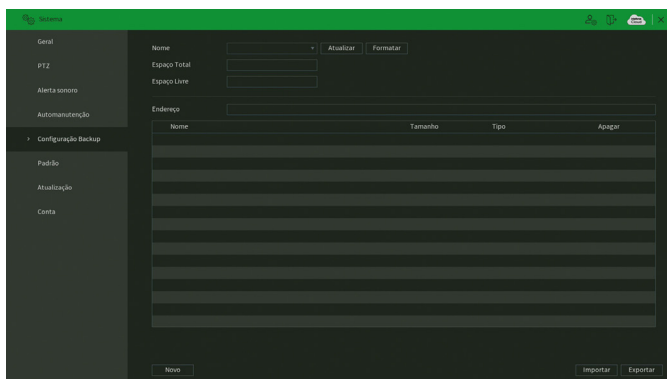 Sistema
Geral
PTZ
Alerta sonoro
Automanutenção
Configuração Backup
Padrão
Atualização
Conta
Nome Atualizar Formatar
Espaço Total
Espaço Livre
Endereço
Nome Tamanho Tipo Apagar
Novo Importar Exportar